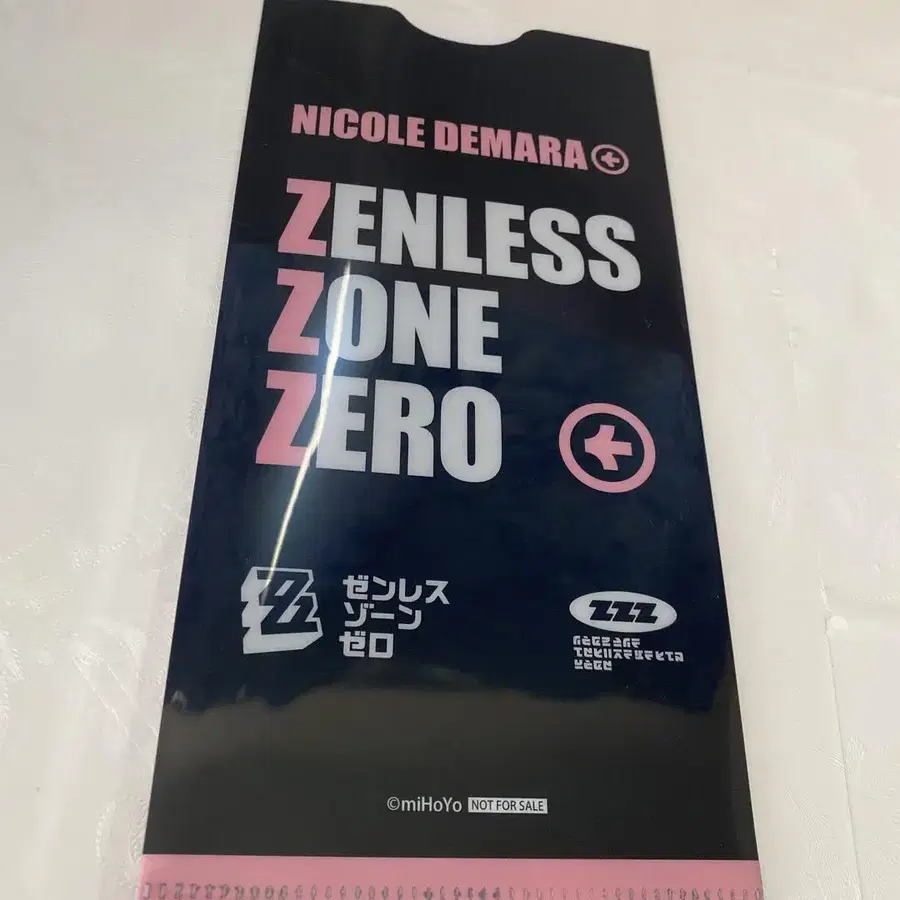 NICOLE DEMARA
ZENLESS
ZONE
ZERO
ゼンレス
ゾーン
ゼロ
ZZZ
©miHoYo NOT FOR SALE